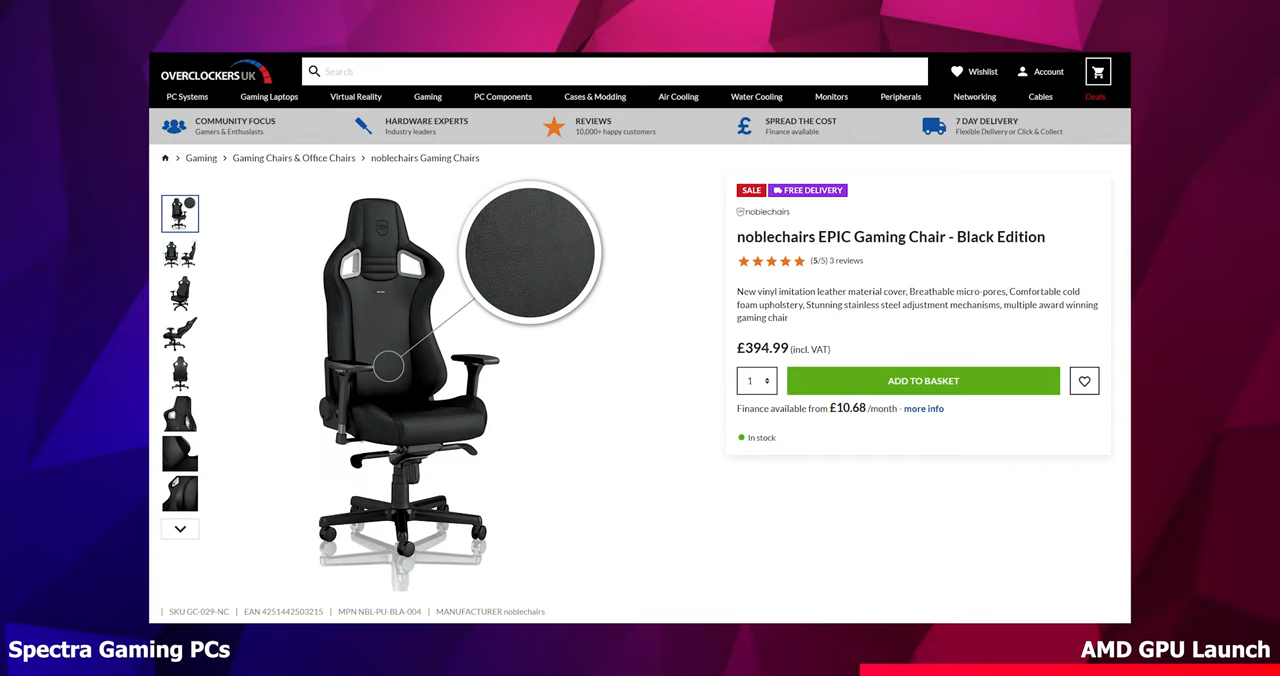 OVERCLOCKERS UK
Search
Wishlist
Account
PC Systems
Gaming Laptops
Virtual Reality
Gaming
PC Components
Cases & Modding
Air Cooling
Water Cooling
Monitors
Peripherals
Networking
Cables
Deals
COMMUNITY FOCUS
Gamers & Enthusiasts
HARDWARE EXPERTS
Industry leaders
REVIEWS
10,000+ happy customers
SPREAD THE COST
Finance available
7 DAY DELIVERY
Flexible Delivery or Click & Collect
Gaming > Gaming Chairs & Office Chairs > noblechairs Gaming Chairs
SALE
FREE DELIVERY
noblechairs
noblechairs EPIC Gaming Chair - Black Edition
(5/5) 3 reviews
New vinyl imitation leather material cover, Breathable micro-pores, Comfortable cold
foam upholstery, Stunning stainless steel adjustment mechanisms, multiple award winning
gaming chair
£394.99 (incl. VAT)
1
ADD TO BASKET
Finance available from £10.68 /month - more info
In stock
| SKU GC-029-NC | EAN 4251442503215 | MPN NBL-PU-BLA-004 | MANUFACTURER noblechairs
Spectra Gaming PCs
AMD GPU Launch